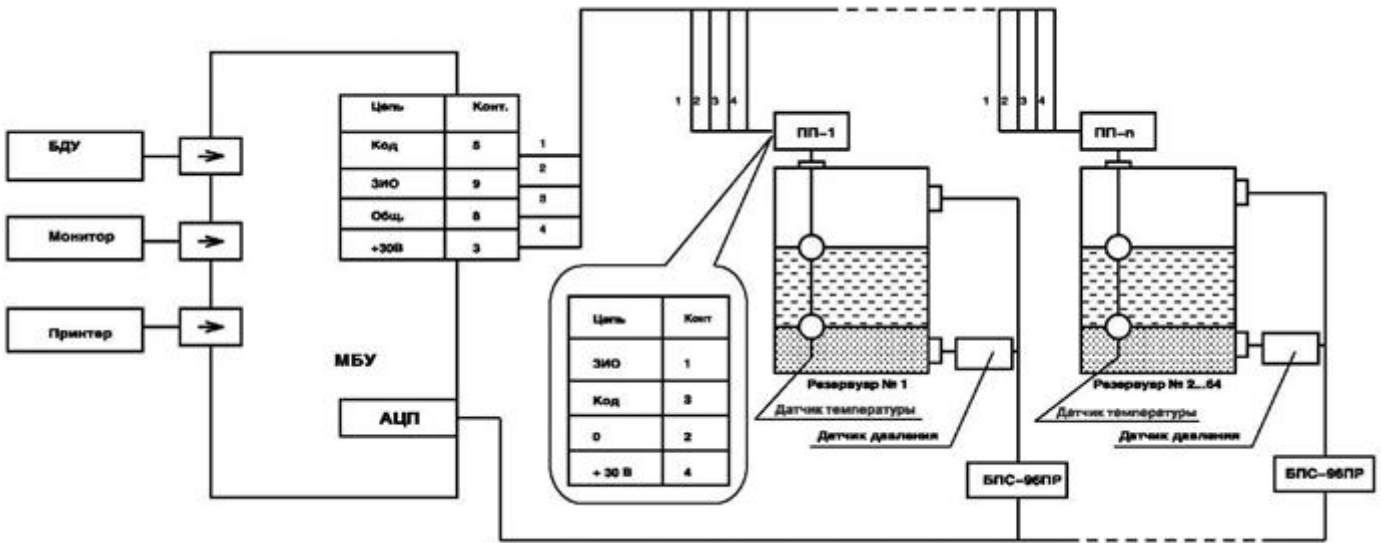 БДУ
Монитор
Принтер
Цепь Конт.
Код 5
ЗИО 9
Общ. 8
+30В 3
1
2
3
4
МБУ
АЦП
Цепь Конт
ЗИО 1
Код 3
0 2
+ 30 В 4
1 2 3 4
ПП-1
Резервуар № 1
Датчик температуры
Датчик давления
БПС-96ПР
1 2 3 4
ПП-n
Резервуар № 2...64
Датчик температуры
Датчик давления
БПС-96ПР